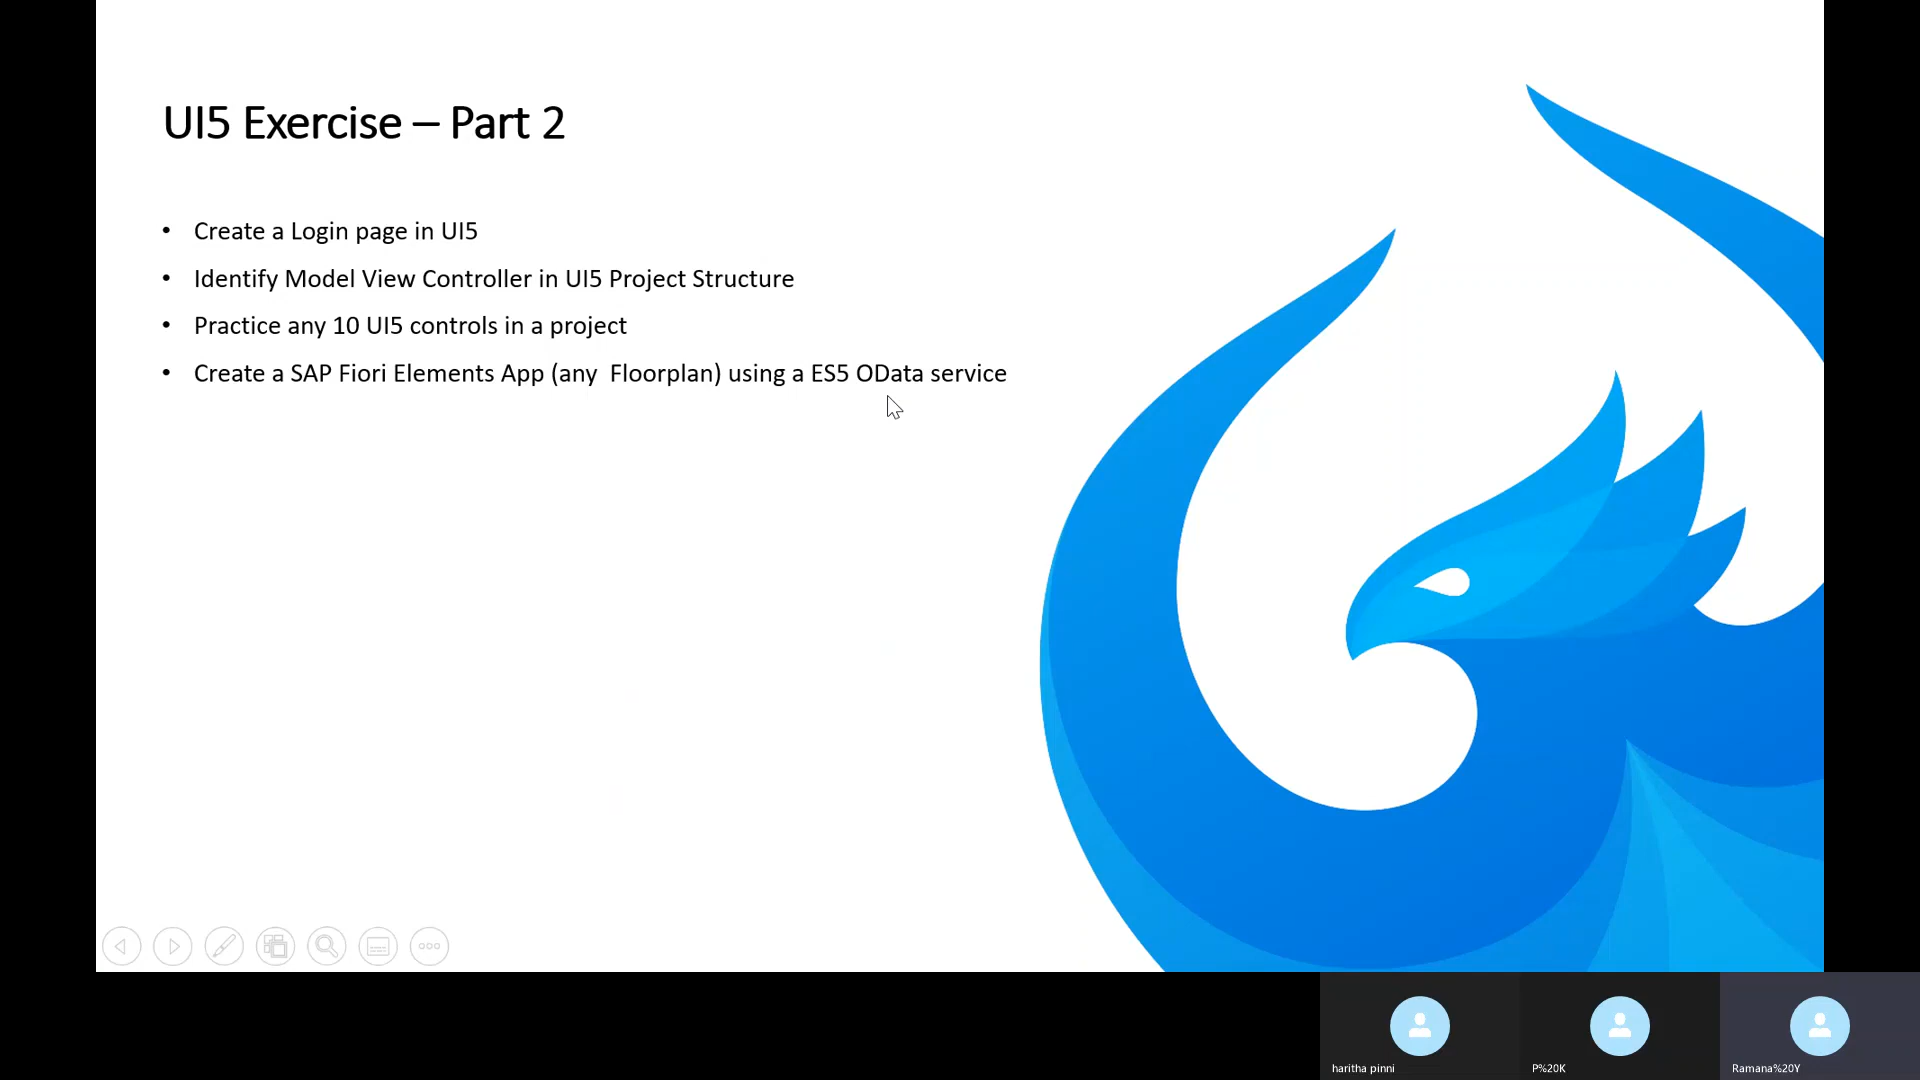 UI5 Exercise – Part 2
• Create a Login page in UI5
• Identify Model View Controller in UI5 Project Structure
• Practice any 10 UI5 controls in a project
• Create a SAP Fiori Elements App (any  Floorplan) using a ES5 OData service
haritha pinni
P%20K
Ramana%20Y